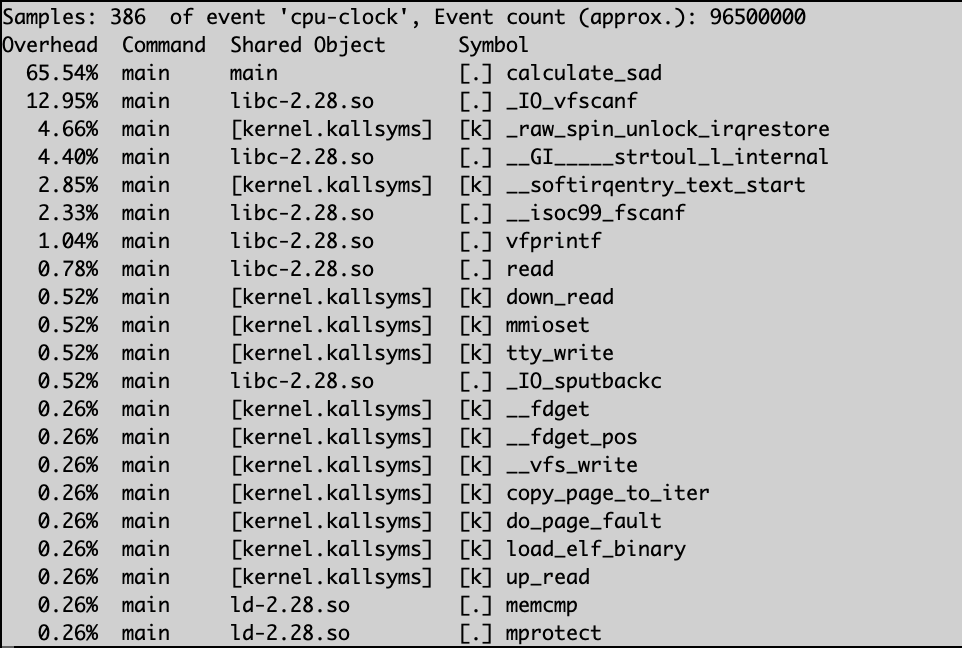 Samples: 386  of event 'cpu-clock', Event count (approx.): 96500000
Overhead  Command  Shared Object      Symbol
  65.54%  main     main               [.] calculate_sad
  12.95%  main     libc-2.28.so       [.] _IO_vfscanf
   4.66%  main     [kernel.kallsyms]  [k] _raw_spin_unlock_irqrestore
   4.40%  main     libc-2.28.so       [.] __GI_____strtoul_l_internal
   2.85%  main     [kernel.kallsyms]  [k] __softirqentry_text_start
   2.33%  main     libc-2.28.so       [.] __isoc99_fscanf
   1.04%  main     libc-2.28.so       [.] vfprintf
   0.78%  main     libc-2.28.so       [.] read
   0.52%  main     [kernel.kallsyms]  [k] down_read
   0.52%  main     [kernel.kallsyms]  [k] mmioset
   0.52%  main     [kernel.kallsyms]  [k] tty_write
   0.52%  main     libc-2.28.so       [.] _IO_sputbackc
   0.26%  main     [kernel.kallsyms]  [k] __fdget
   0.26%  main     [kernel.kallsyms]  [k] __fdget_pos
   0.26%  main     [kernel.kallsyms]  [k] __vfs_write
   0.26%  main     [kernel.kallsyms]  [k] copy_page_to_iter
   0.26%  main     [kernel.kallsyms]  [k] do_page_fault
   0.26%  main     [kernel.kallsyms]  [k] load_elf_binary
   0.26%  main     [kernel.kallsyms]  [k] up_read
   0.26%  main     ld-2.28.so         [.] memcmp
   0.26%  main     ld-2.28.so         [.] mprotect